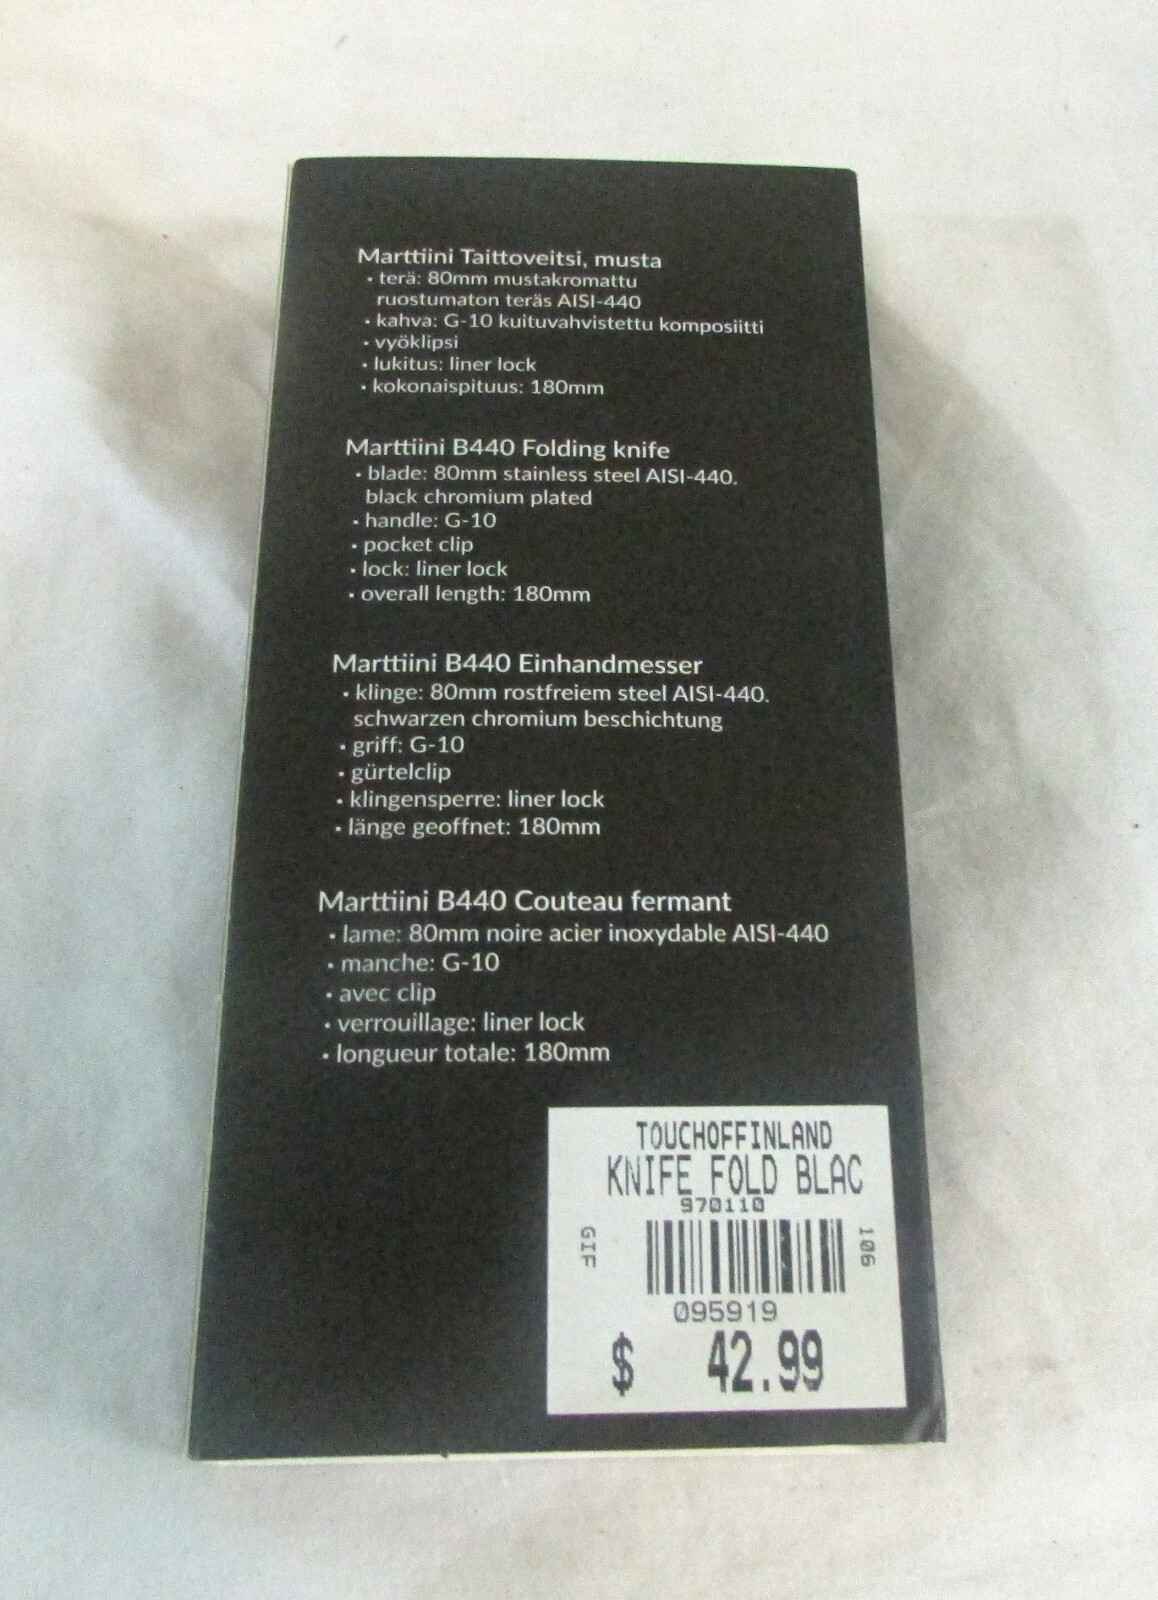 Marttiini Taittoveitsi, musta
• terä: 80mm mustakromattu
ruostumaton teräs AISI-440
• kahva: G-10 kuituvahvistettu komposiitti
• vyöklipsi
• lukitus: liner lock
• kokonaispituus: 180mm
Marttiini B440 Folding knife
• blade: 80mm stainless steel AISI-440.
black chromium plated
• handle: G-10
• pocket clip
• lock: liner lock
• overall length: 180mm
Marttiini B440 Einhandmesser
• klinge: 80mm rostfreiem steel AISI-440.
schwarzen chromium beschichtung
• griff: G-10
• gürtelclip
• klingensperre: liner lock
• länge geoffnet: 180mm
Marttiini B440 Couteau fermant
• lame: 80mm noire acier inoxydable AISI-440
• manche: G-10
• avec clip
• verrouillage: liner lock
• longueur totale: 180mm
TOUCHOFFINLAND
KNIFE FOLD BLAC
970110
GIF
106
095919
$ 42.99